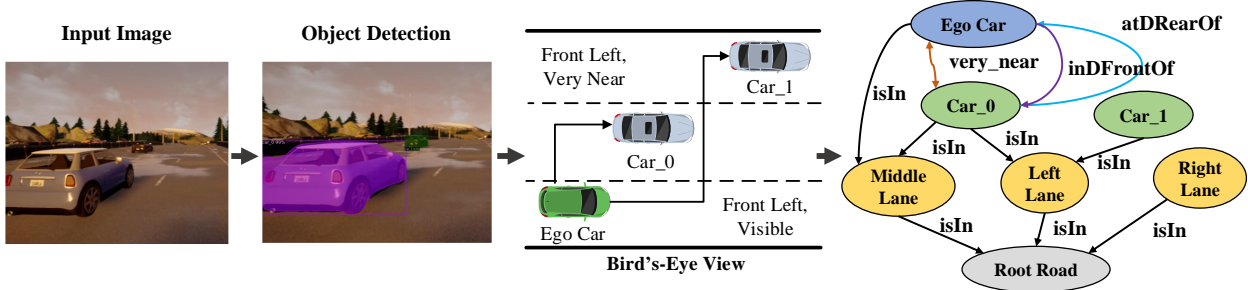 Input Image
Object Detection
Front Left,
Very Near
Car_1
Car_0
Ego Car
Front Left,
Visible
Bird's-Eye View
Ego Car
atDRearOf
very_near
inDFrontOf
isIn
Car_0
Car_1
isIn
isIn
isIn
Middle
Lane
Left
Lane
Right
Lane
isIn
isIn
isIn
Root Road